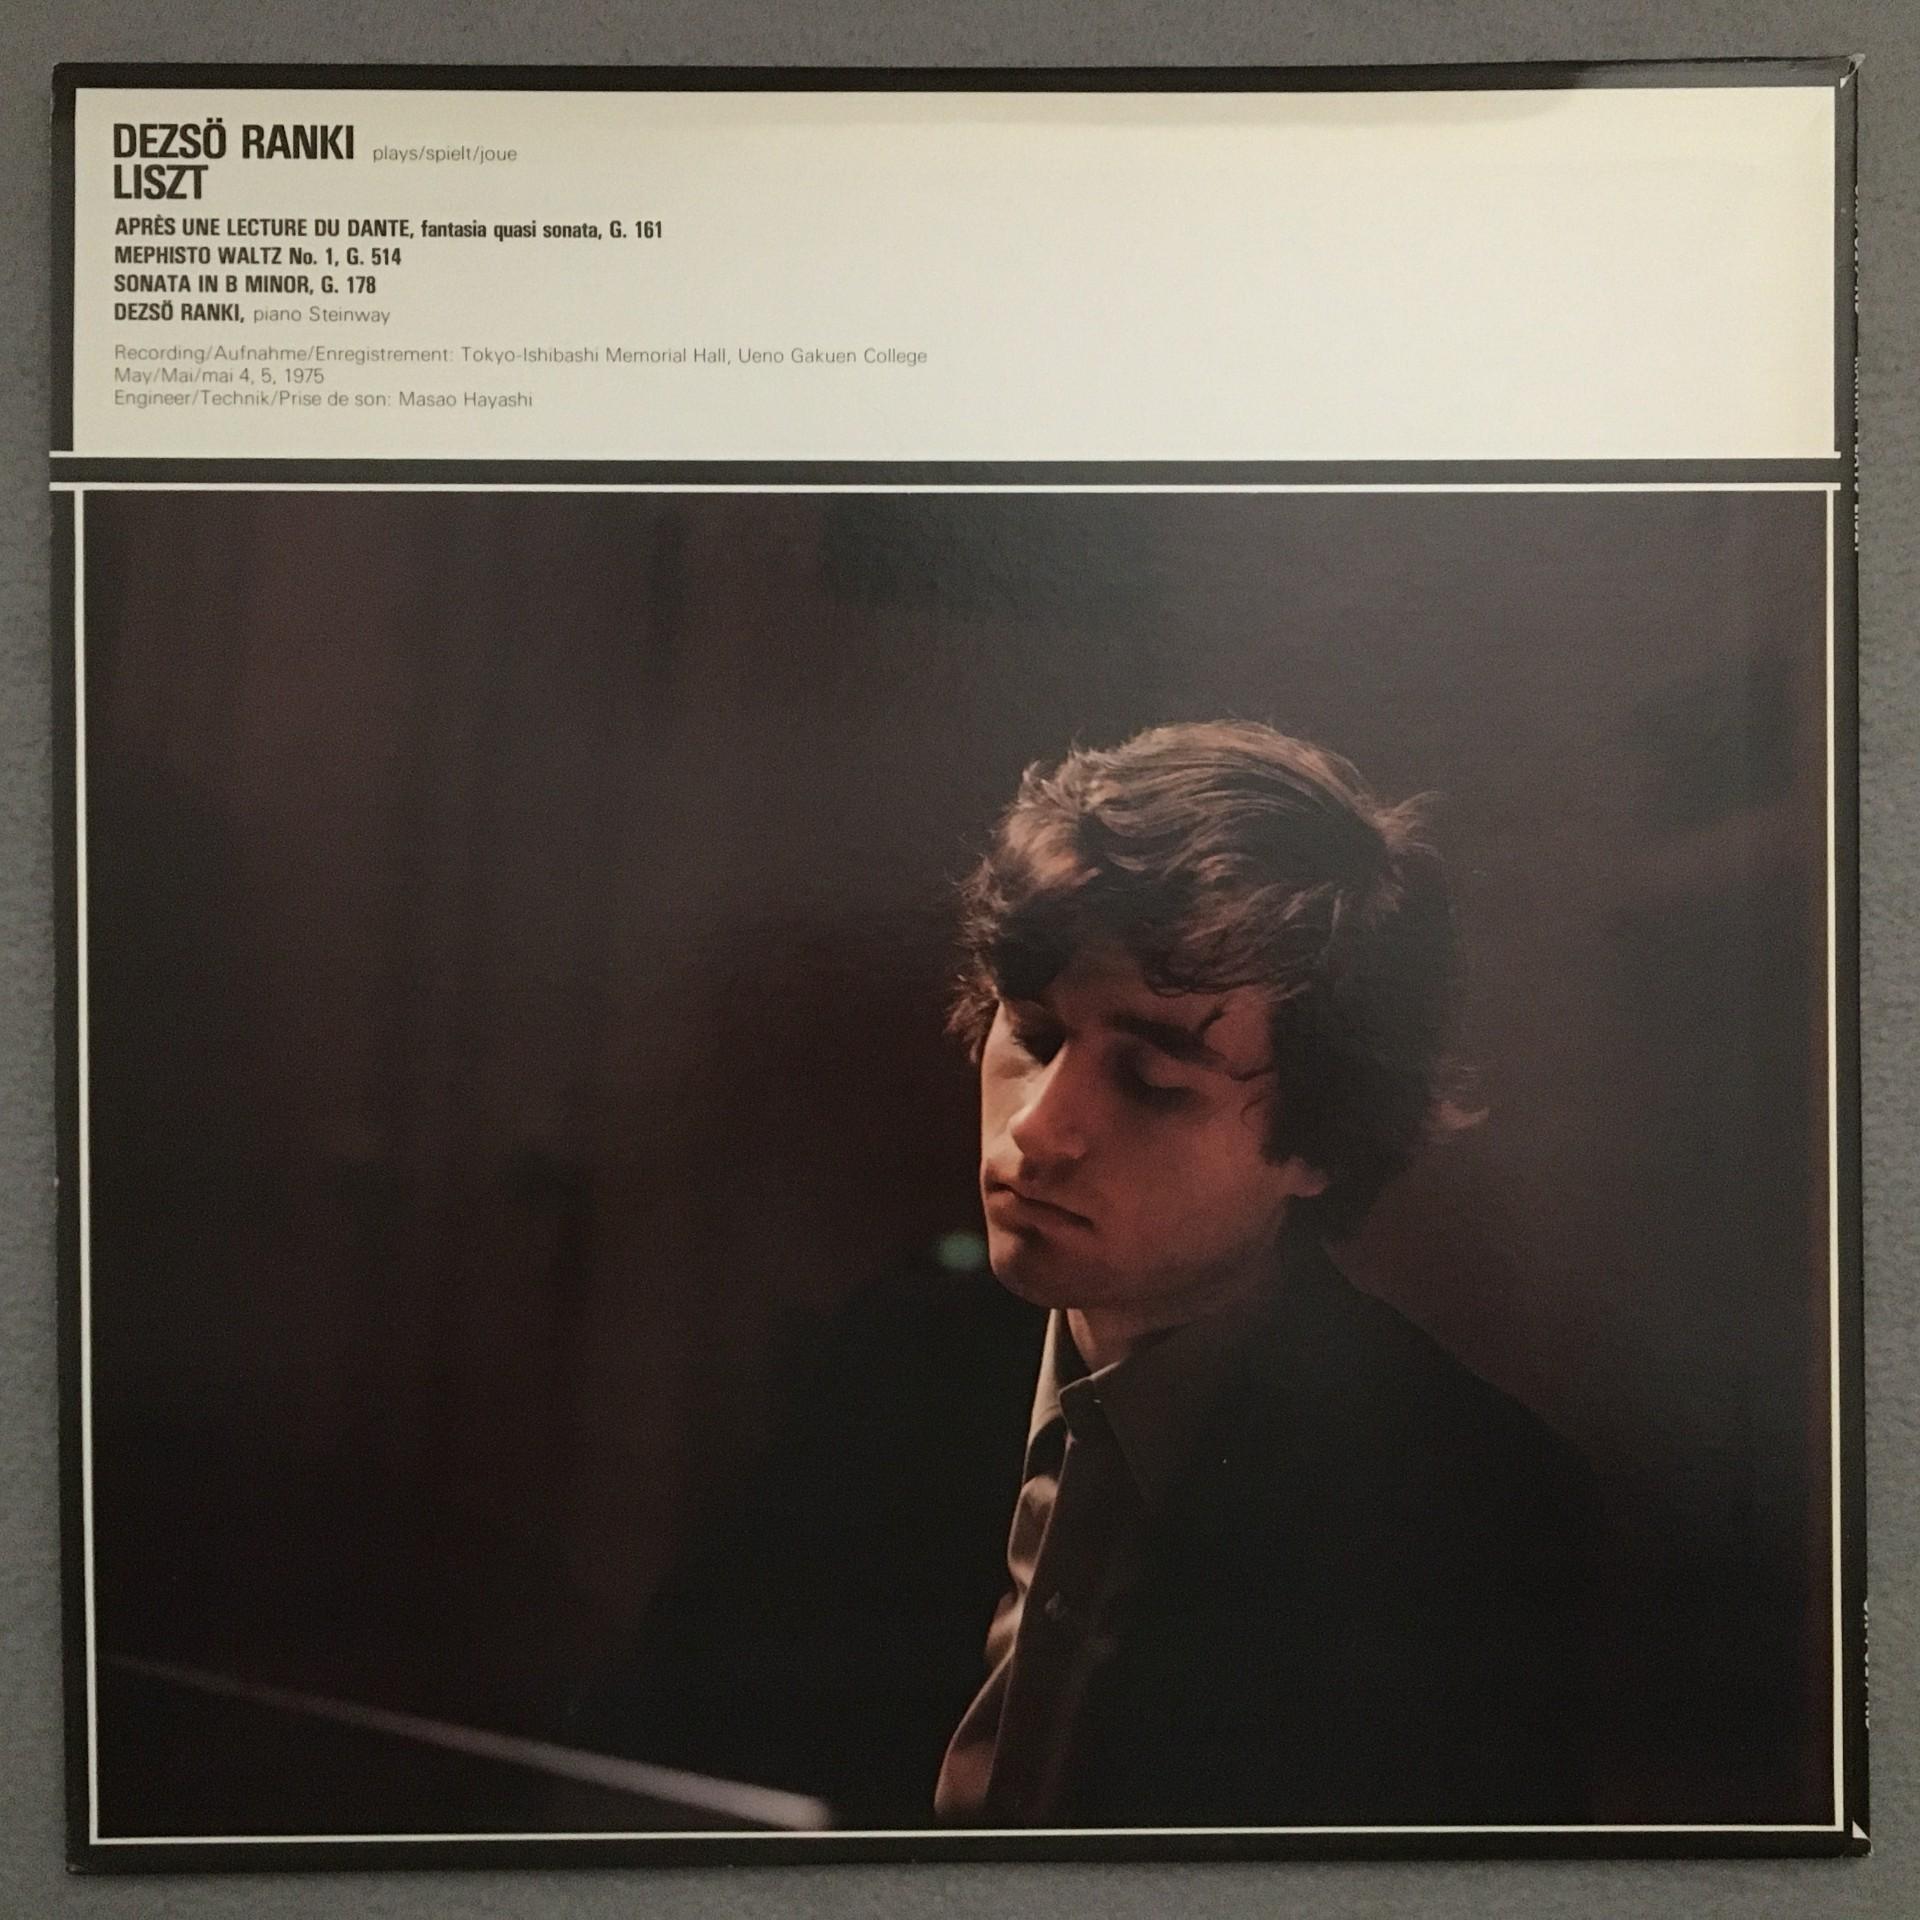 DEZSÖ RANKI plays/spielt/joue
LISZT
APRÈS UNE LECTURE DU DANTE, fantasia quasi sonata, G. 161
MEPHISTO WALTZ No. 1, G. 514
SONATA IN B MINOR, G. 178
DEZSÖ RANKI, piano Steinway
Recording/Aufnahme/Enregistrement: Tokyo-Ishibashi Memorial Hall, Ueno Gakuen College
May/Mai/mai 4, 5, 1975
Engineer/Technik/Prise de son: Masao Hayashi